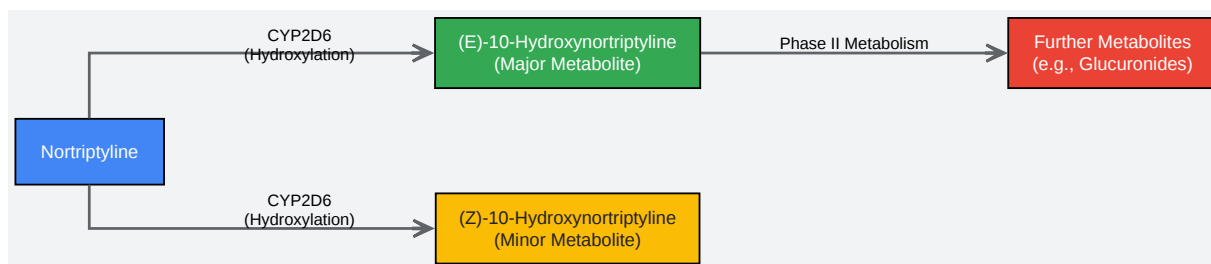 CYP2D6
(Hydroxylation)
(E)-10-Hydroxynortriptyline
(Major Metabolite)
Phase II Metabolism
Further Metabolites
(e.g., Glucuronides)
Nortriptyline
CYP2D6
(Hydroxylation)
(Z)-10-Hydroxynortriptyline
(Minor Metabolite)